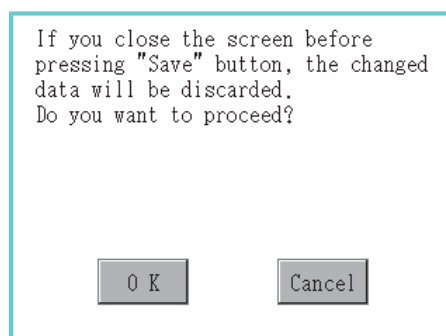 If you close the screen before
pressing "Save" button, the changed
data will be discarded.
Do you want to proceed?
O K
Cancel